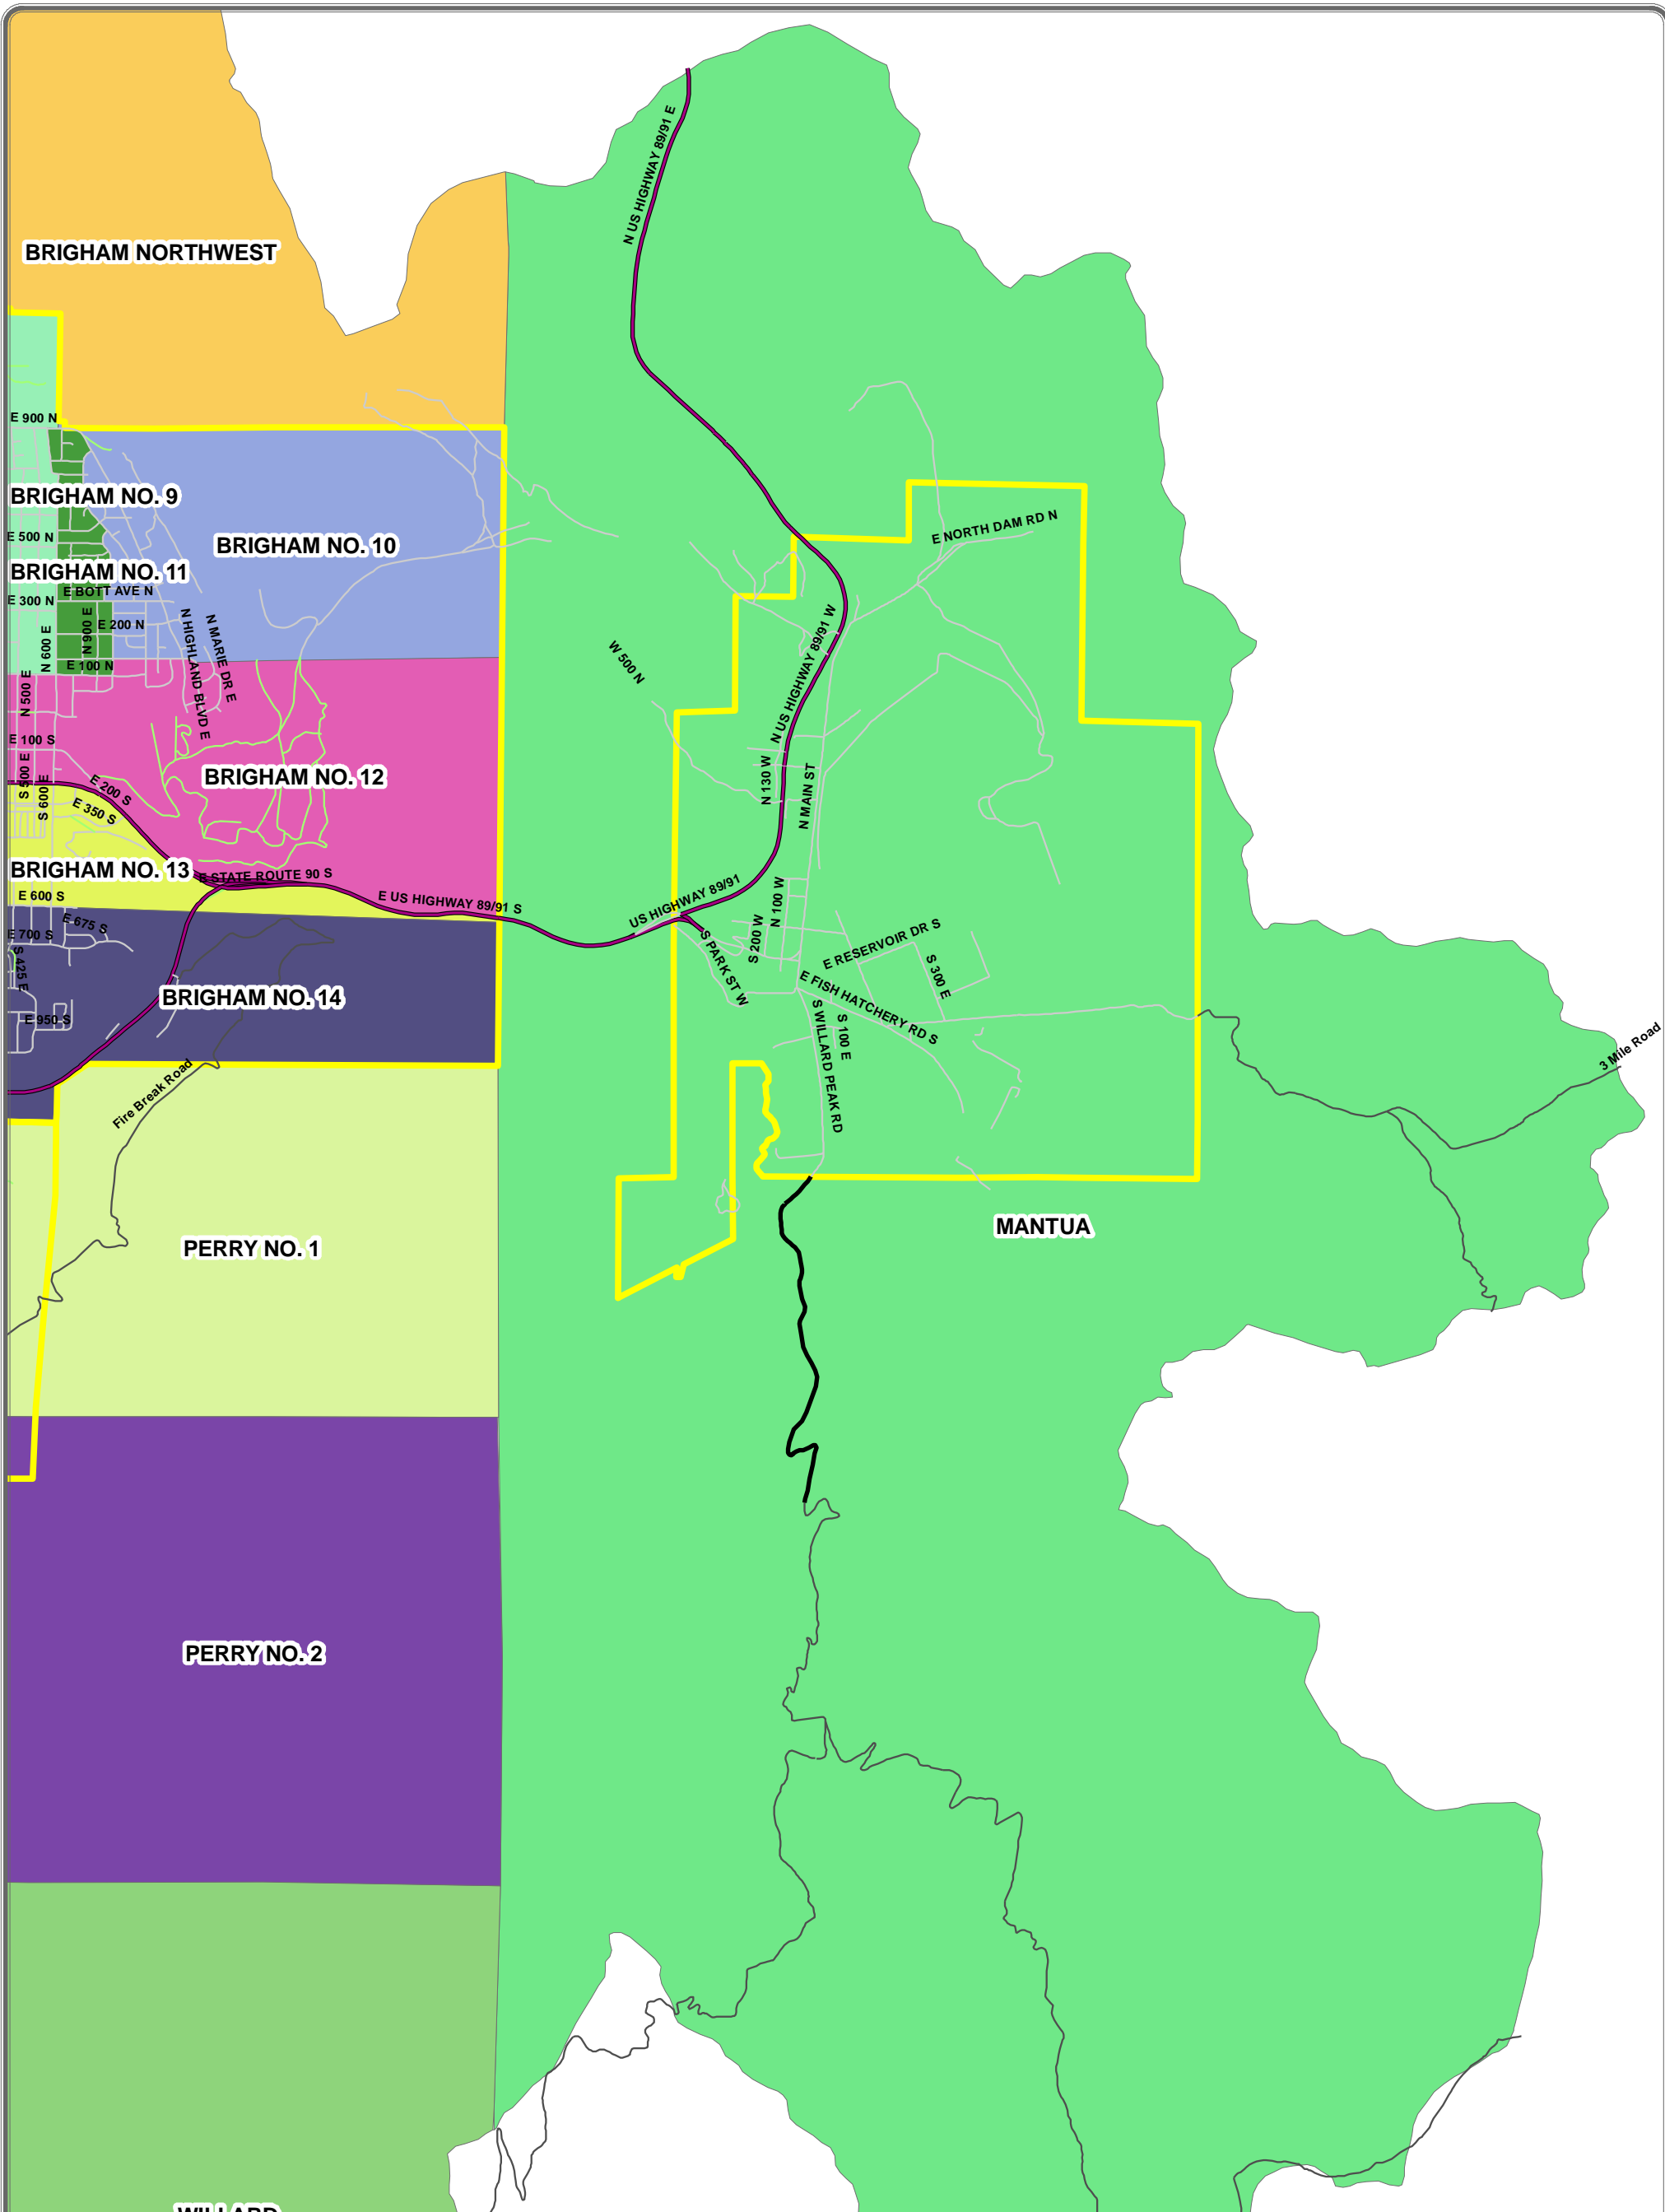 N US HIGHWAY 89/91 E
BRIGHAM NORTHWEST
E 900 N
BRIGHAM NO. 9
E NORTH DAM RD N
E 500 N
BRIGHAM NO. 10
BRIGHAM NO. 11
E BOTT AVE N
E 300 N
E 200 N
N 900 E
N 600 E
N HIGHLAND BLVD E
N MARIE DR E
N US HIGHWAY 89/91 W
W 500 N
E 100 N
N 500 E
E 100 S
BRIGHAM NO. 12
S 500 E
S 600 E
E 200 S
E 350 S
N 130 W
N MAIN ST
BRIGHAM NO. 13
E STATE ROUTE 90 S
E 600 S
E US HIGHWAY 89/91 S
US HIGHWAY 89/91
N 100 W
E 675 S
E 700 S
S 200 W
S PARK ST W
E RESERVOIR DR S
S 300 E
S 425 E
BRIGHAM NO. 14
E FISH HATCHERY RD S
E 950 S
S WILLARD PEAK RD
S 100 E
3 Mile Road
Fire Break Road
MANTUA
PERRY NO. 1
PERRY NO. 2
WILLARD